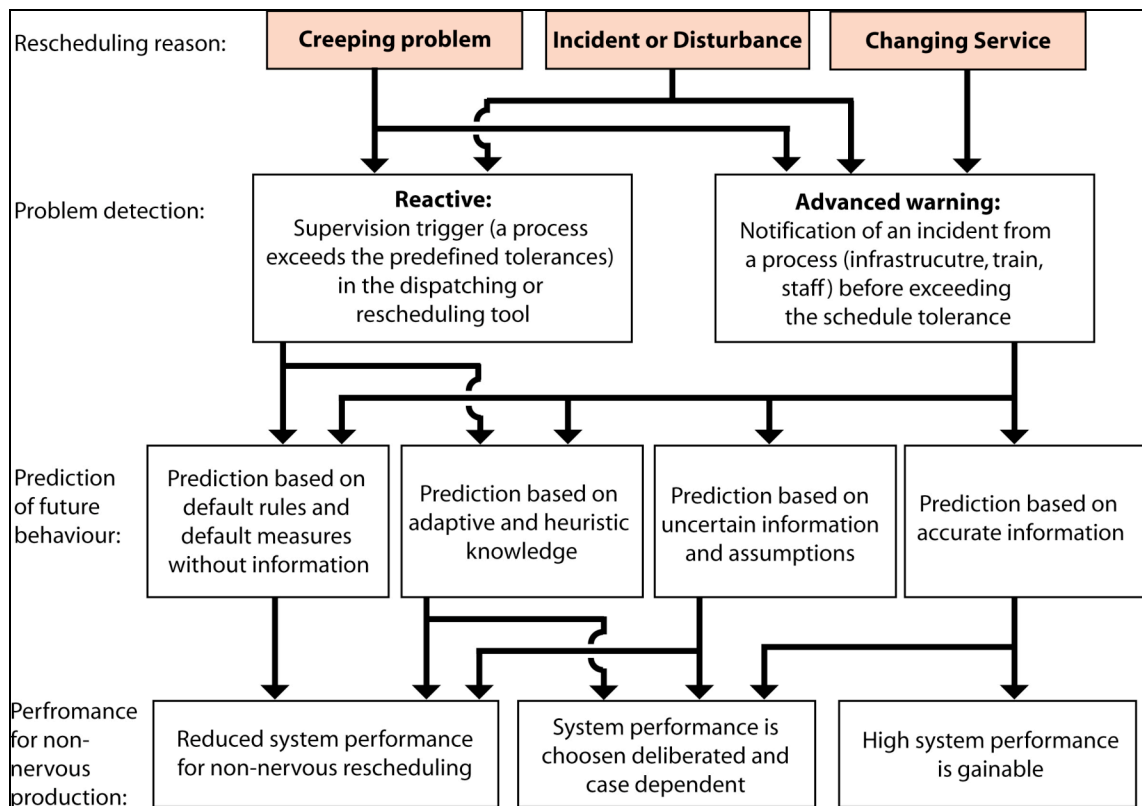 Rescheduling reason:
Creeping problem
Incident or Disturbance
Changing Service
Problem detection:
Reactive:
Supervision trigger (a process
exceeds the predefined tolerances)
in the dispatching or
rescheduling tool
Advanced warning:
Notification of an incident from
a process (infrastrucutre, train,
staff) before exceeding
the schedule tolerance
Prediction
of future
behaviour:
Prediction based on
default rules and
default measures
without information
Prediction based on
adaptive and heuristic
knowledge
Prediction based on
uncertain information
and assumptions
Prediction based on
accurate information
Perfromance
for non-
nervous
production:
Reduced system performance
for non-nervous rescheduling
System performance is
choosen deliberated and
case dependent
High system performance
is gainable